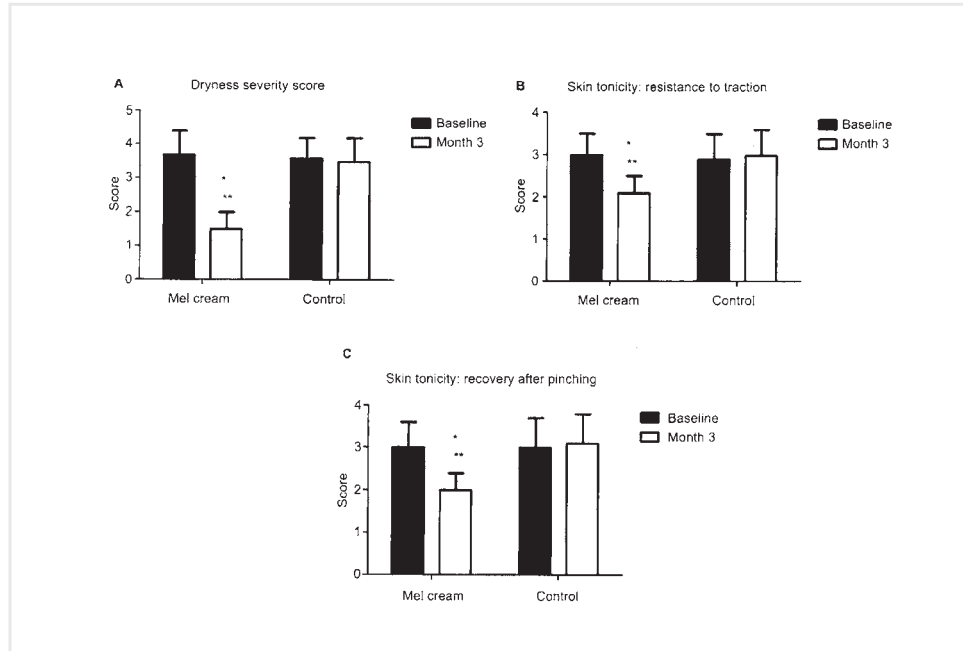 A
Dryness severity score
5
4
3
2
1
0
Score
*
**
Mel cream
Control
Baseline
Month 3
B
Skin tonicity: resistance to traction
4
3
2
1
0
Score
*
**
Mel cream
Control
Baseline
Month 3
C
Skin tonicity: recovery after pinching
4
3
2
1
0
Score
*
**
Mel cream
Control
Baseline
Month 3